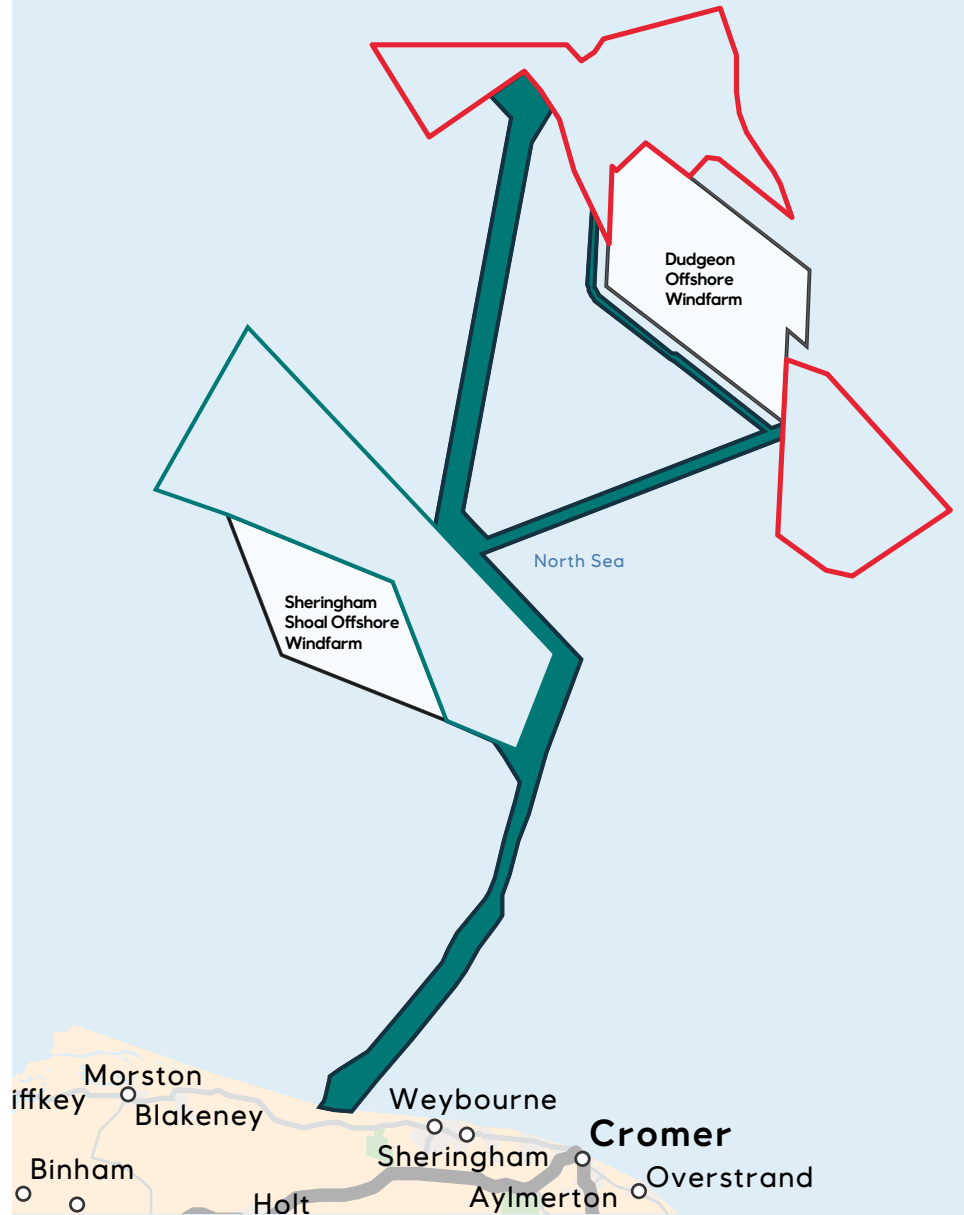 Dudgeon
Offshore
Windfarm
North Sea
Sheringham
Shoal Offshore
Windfarm
Morston
iffkey
Blakeney
Weybourne
Cromer
Sheringham
Binham
Overstrand
Holt
Aylmerton